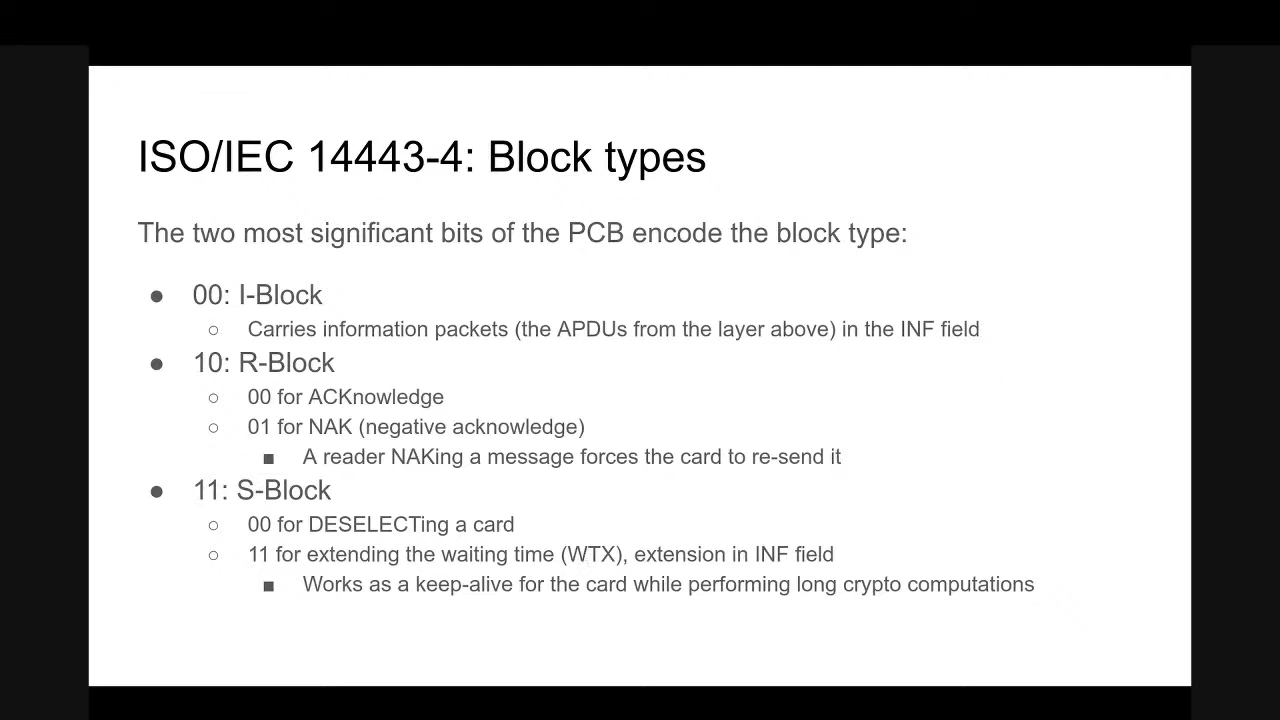 ISO/IEC 14443-4: Block types
The two most significant bits of the PCB encode the block type:
● 00: I-Block
○ Carries information packets (the APDUs from the layer above) in the INF field
● 10: R-Block
○ 00 for ACKnowledge
○ 01 for NAK (negative acknowledge)
■ A reader NAKing a message forces the card to re-send it
● 11: S-Block
○ 00 for DESELECTing a card
○ 11 for extending the waiting time (WTX), extension in INF field
■ Works as a keep-alive for the card while performing long crypto computations